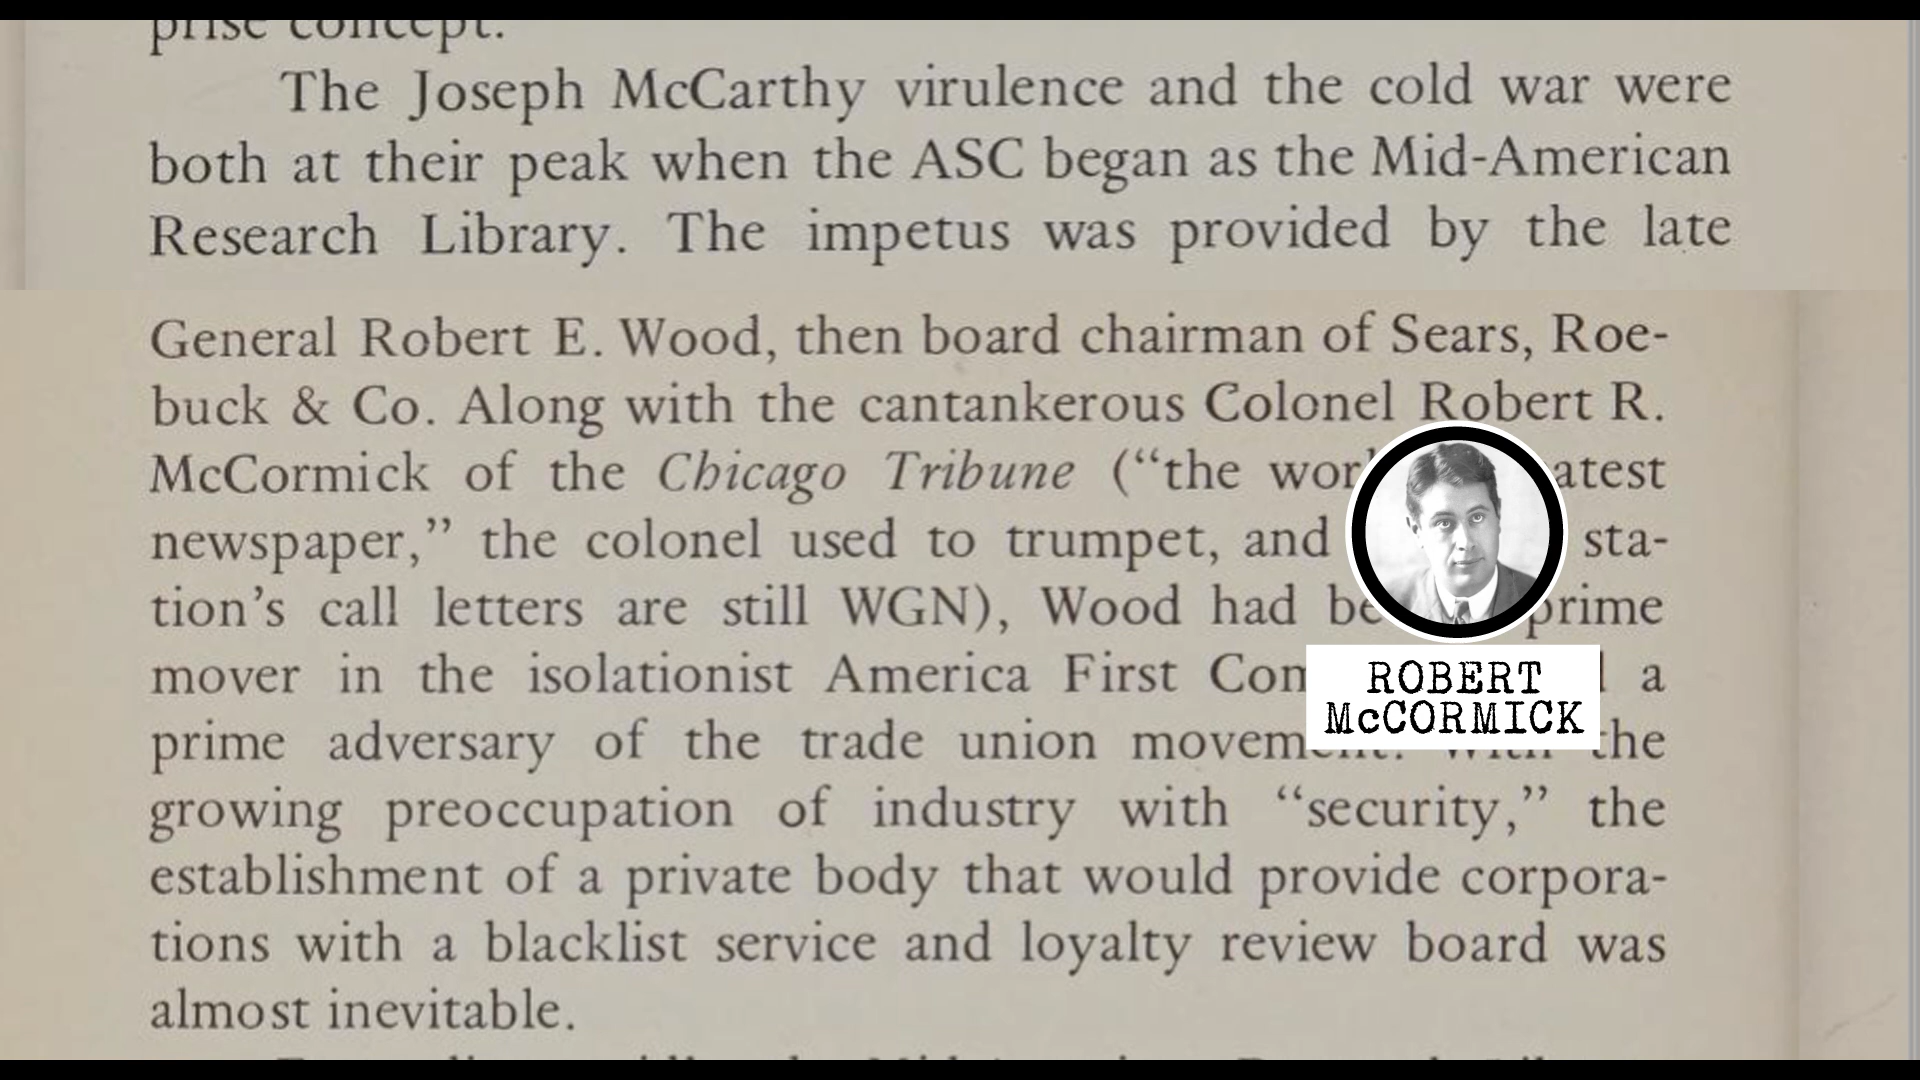 prise concept.
The Joseph McCarthy virulence and the cold war were
both at their peak when the ASC began as the Mid-American
Research Library. The impetus was provided by the late
General Robert E. Wood, then board chairman of Sears, Roe-
buck & Co. Along with the cantankerous Colonel Robert R.
McCormick of the Chicago Tribune (“the
newspaper,” the colonel used to trumpet, and sta-
tion’s call letters are still WGN), Wood had prime
mover in the isolationist America First a
prime adversary of the trade union movement. With the
growing preoccupation of industry with “security,” the
establishment of a private body that would provide corpora-
tions with a blacklist service and loyalty review board was
almost inevitable.
ROBERT
McCORMICK